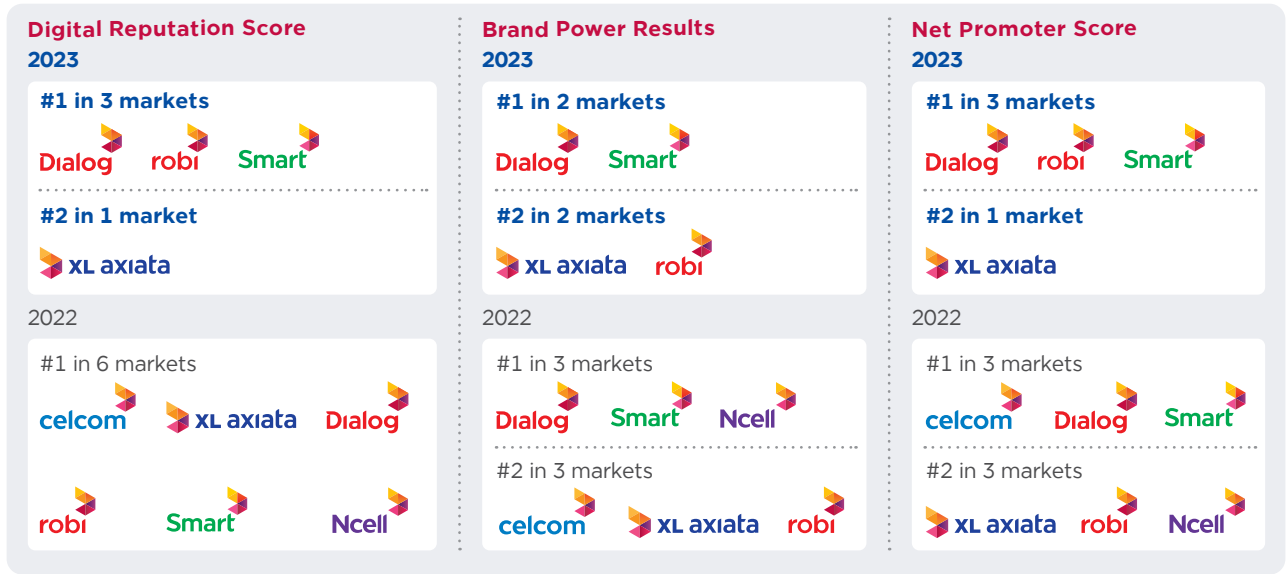 Digital Reputation Score
2023
#1 in 3 markets
Dialog robi Smart
#2 in 1 market
XL axiata
2022
#1 in 6 markets
celcom XL axiata Dialog
robi Smart Ncell
Brand Power Results
2023
#1 in 2 markets
Dialog Smart
#2 in 2 markets
XL axiata robi
2022
#1 in 3 markets
Dialog Smart Ncell
#2 in 3 markets
celcom XL axiata robi
Net Promoter Score
2023
#1 in 3 markets
Dialog robi Smart
#2 in 1 market
XL axiata
2022
#1 in 3 markets
celcom Dialog Smart
#2 in 3 markets
XL axiata robi Ncell